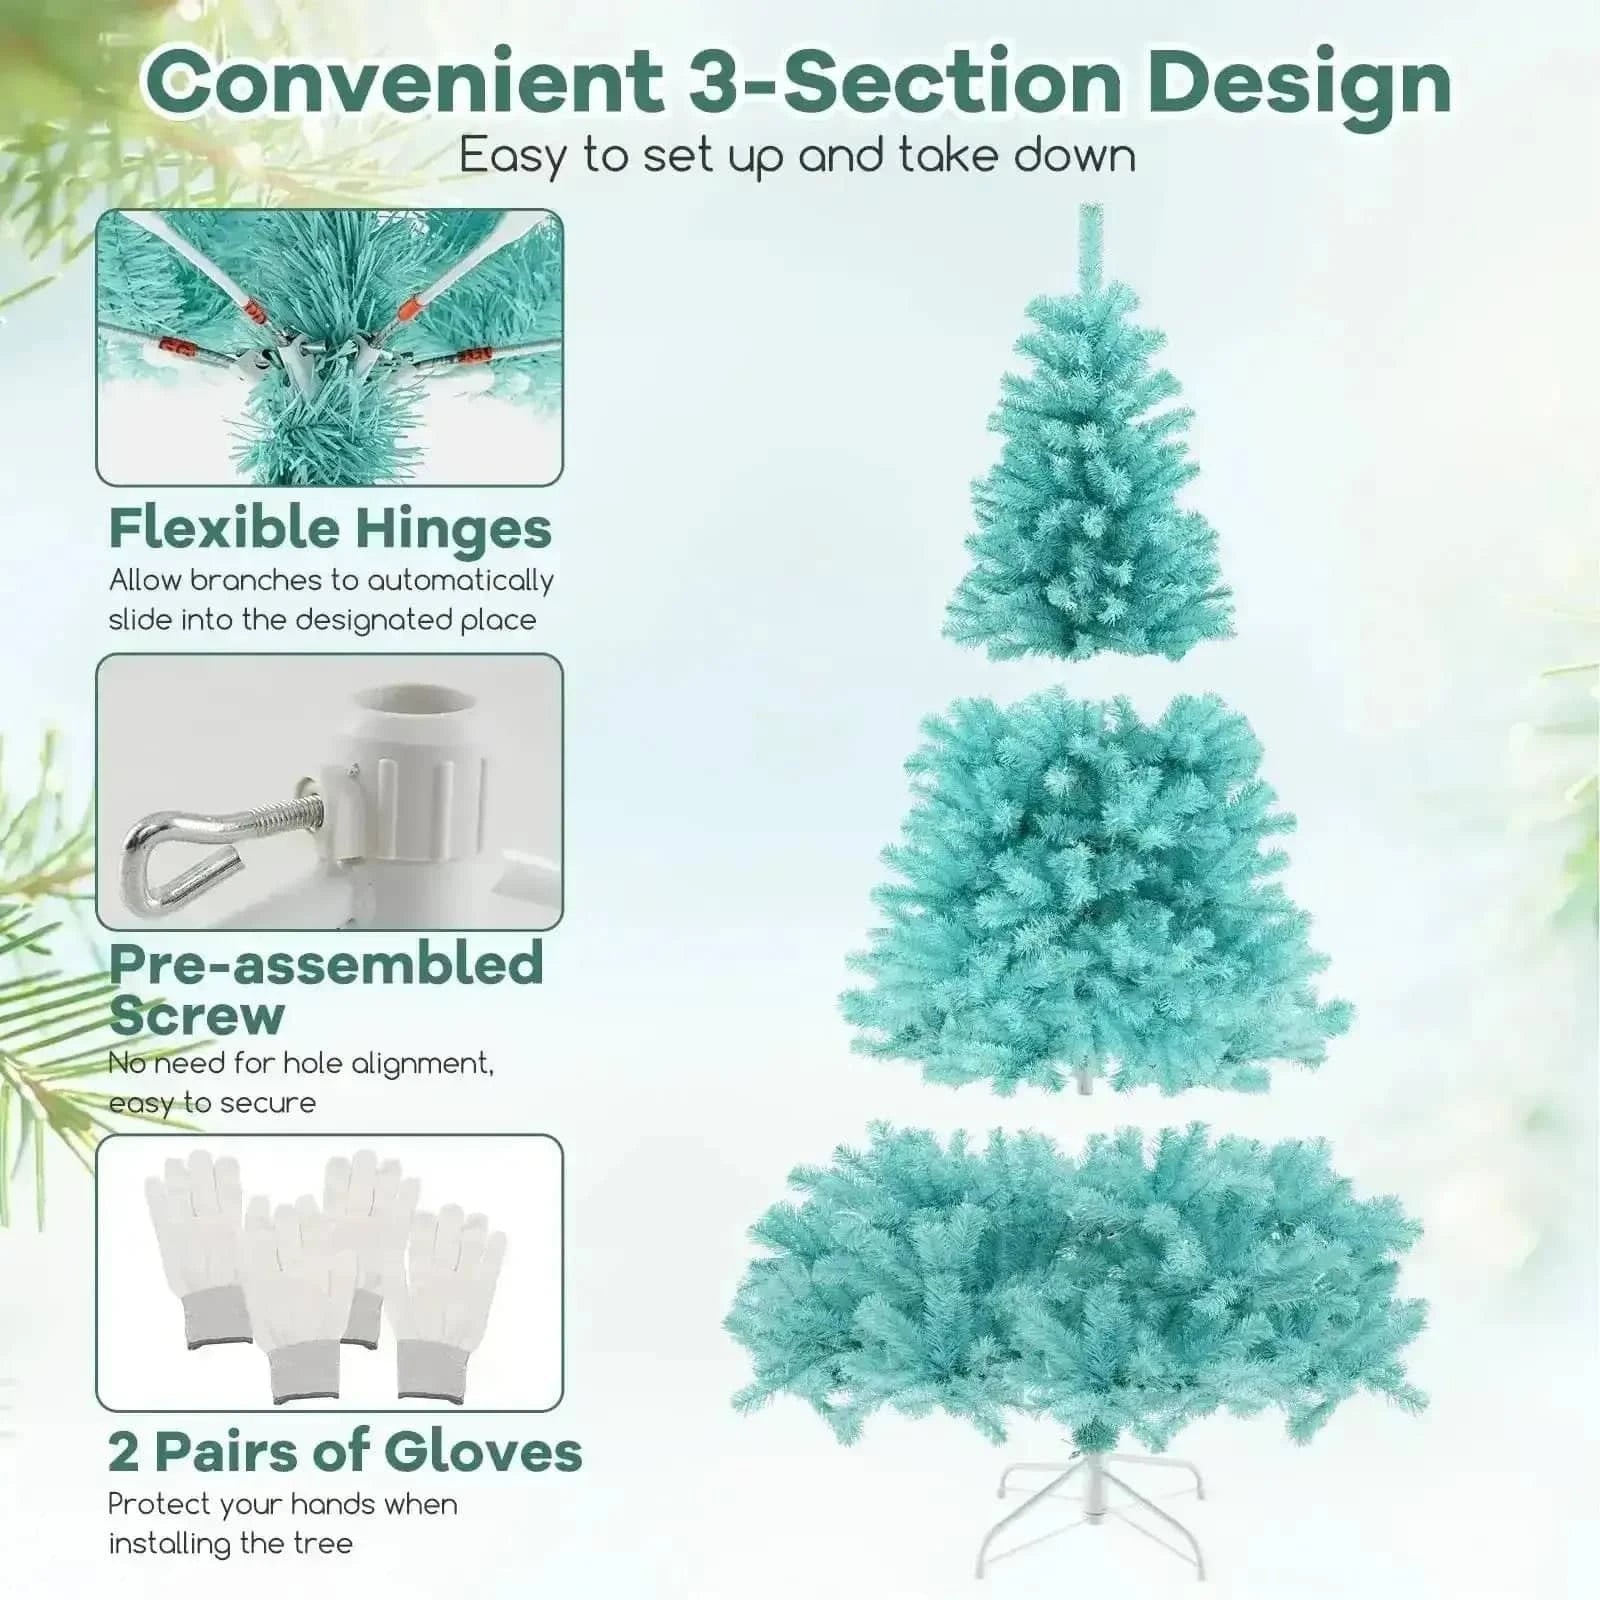 Convenient 3-Section Design
Easy to set up and take down
Flexible Hinges
Allow branches to automatically
slide into the designated place
Pre-assembled
Screw
No need for hole alignment,
easy to secure
2 Pairs of Gloves
Protect your hands when
installing the tree